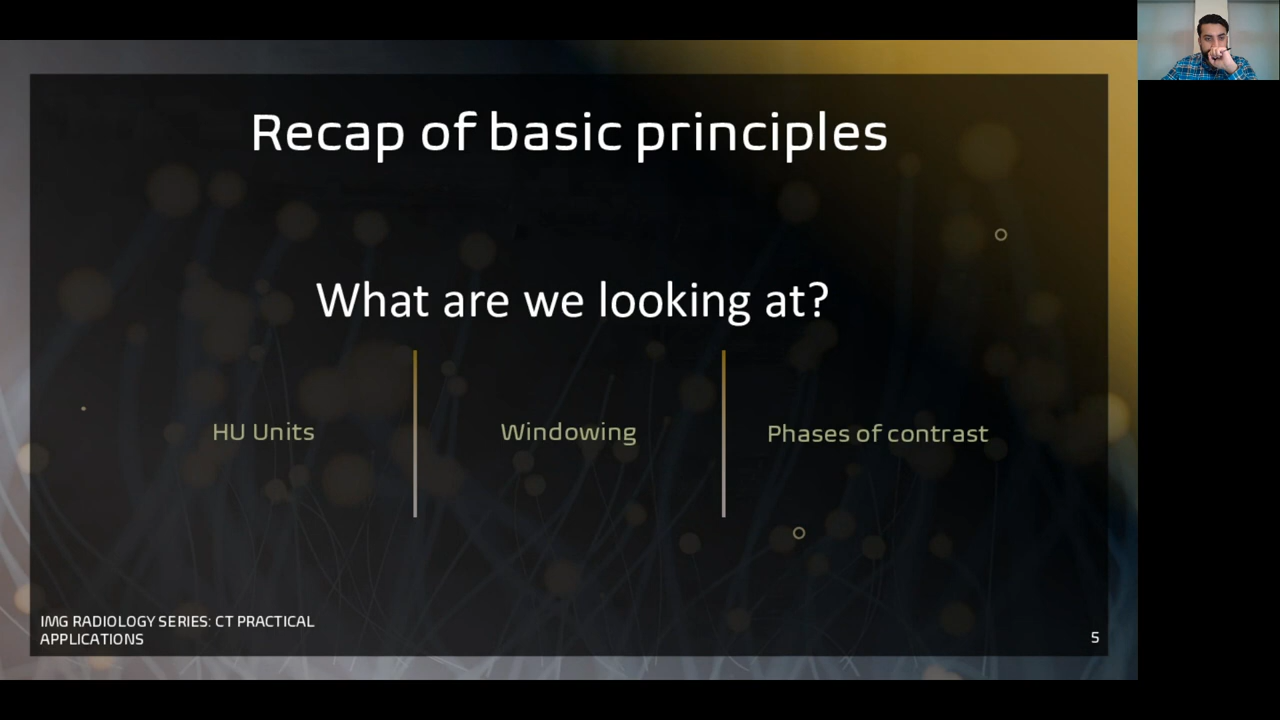 Recap of basic principles
What are we looking at?
HU Units
Windowing
Phases of contrast
IMG RADIOLOGY SERIES: CT PRACTICAL
APPLICATIONS
5